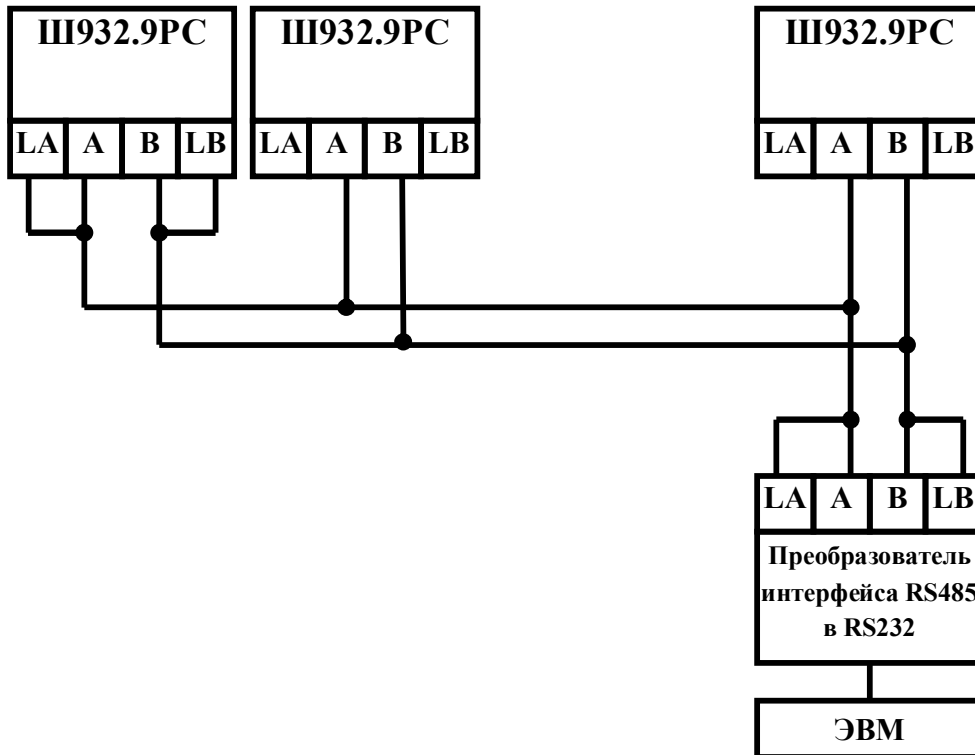 Ш932.9РС Ш932.9РС Ш932.9РС
LA A B LB LA A B LB LA A B LB
LA A B LB
Преобразователь
интерфейса RS485
в RS232
ЭВМ